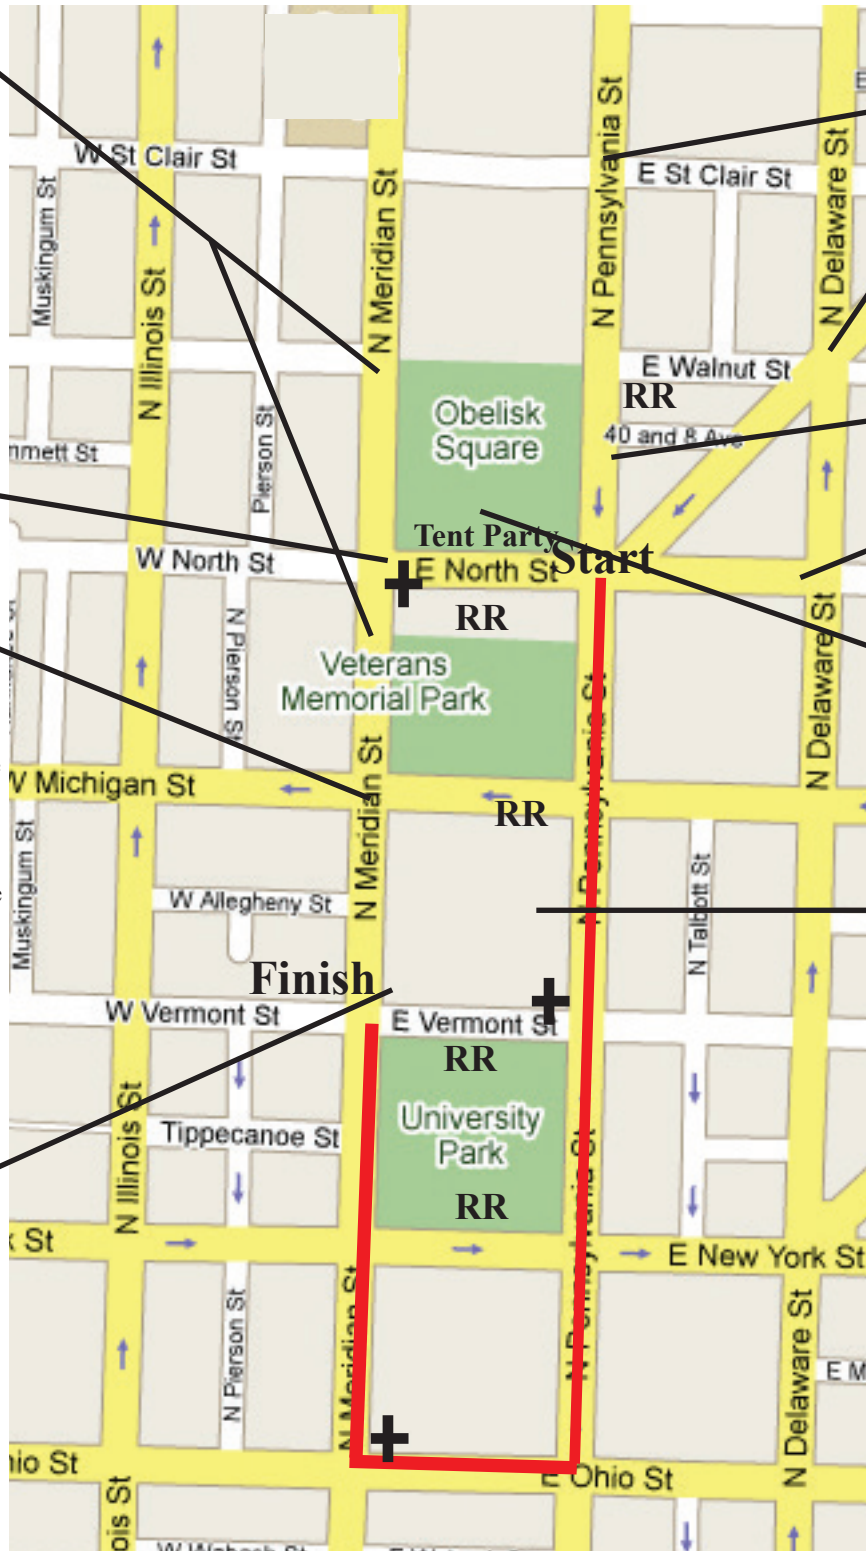 W St Clair St
E St Clair St
Muskingum St
N Illinois St
N Meridian St
N Pennsylvania St
N Delaware St
E Walnut St
RR
Obelisk
Square
40 and 8 Ave
Pierson St
mmett St
Tent Party
Start
W North St
E North St
RR
N Pierson St
Veterans
Memorial Park
N Pennsylvania St
N Delaware St
W Michigan St
RR
N Meridian St
Muskingum St
W Allegheny St
N Talbott St
Finish
W Vermont St
E Vermont St
RR
University
Park
Tippecanoe St
N Illinois St
N Pennsylvania St
RR
k St
E New York St
N Pierson St
N Meridian St
N Delaware St
E M
hio St
E Ohio St
ois St